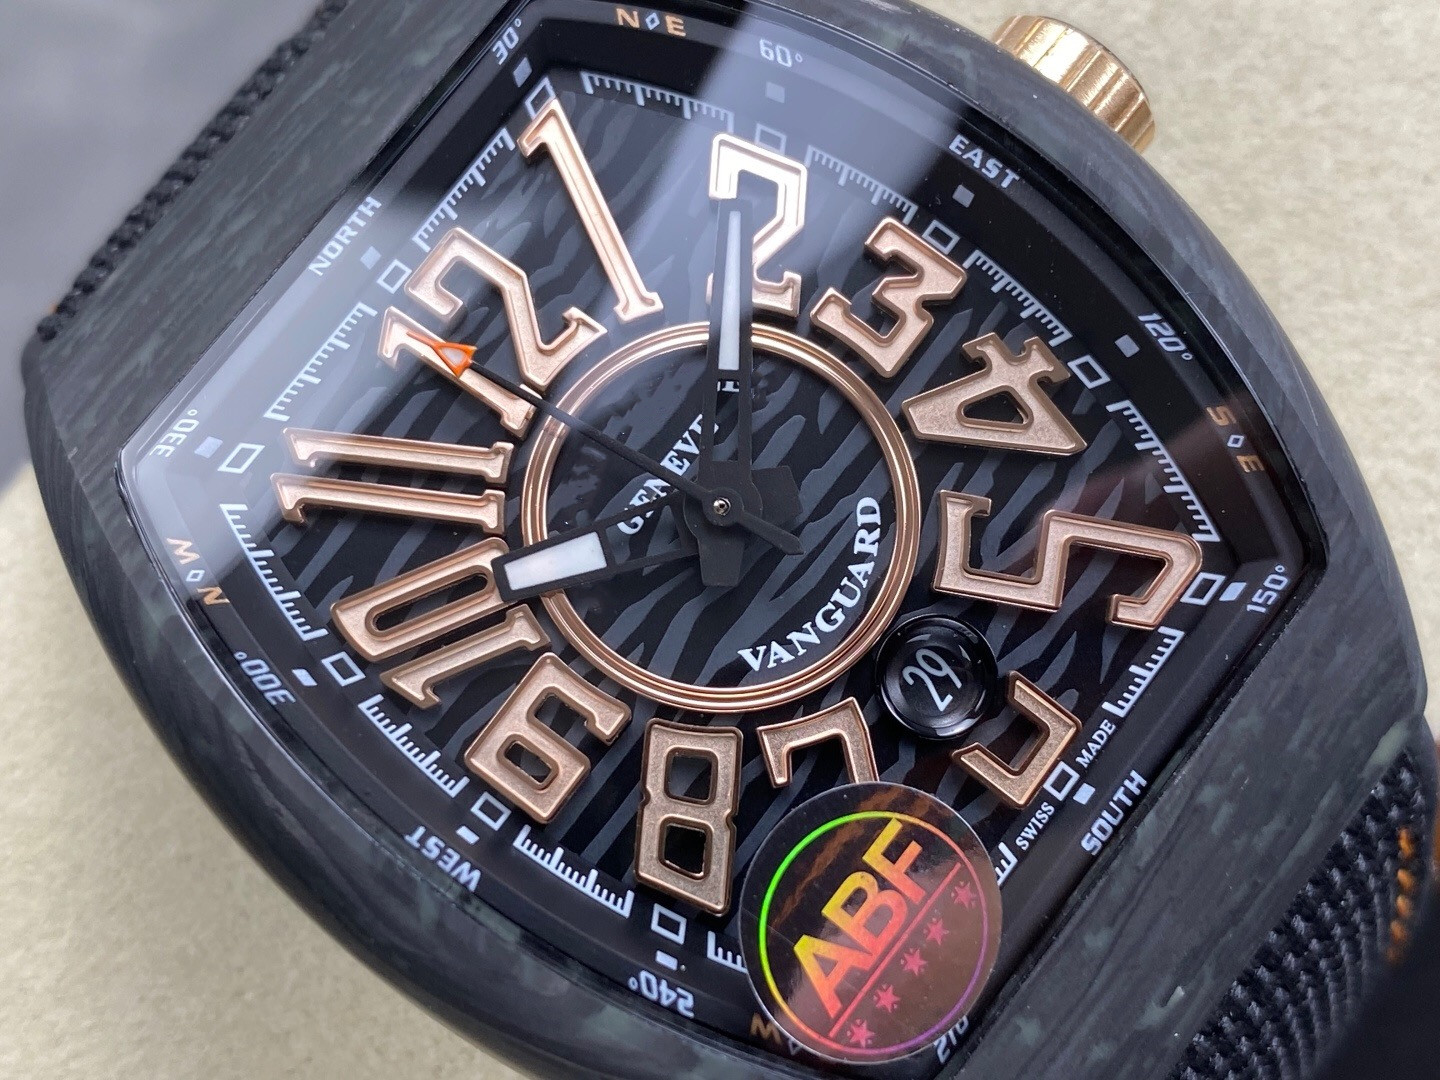 N◊E
30°
60°
EAST
NORTH
120°
S◊E
330°
N◊W
300°
150°
WEST
240°
W
210
SOUTH
12
1
2
3
4
5
7
8
9
10
11
GENEVE
VANGUARD
29
SWISS
MADE
ABF